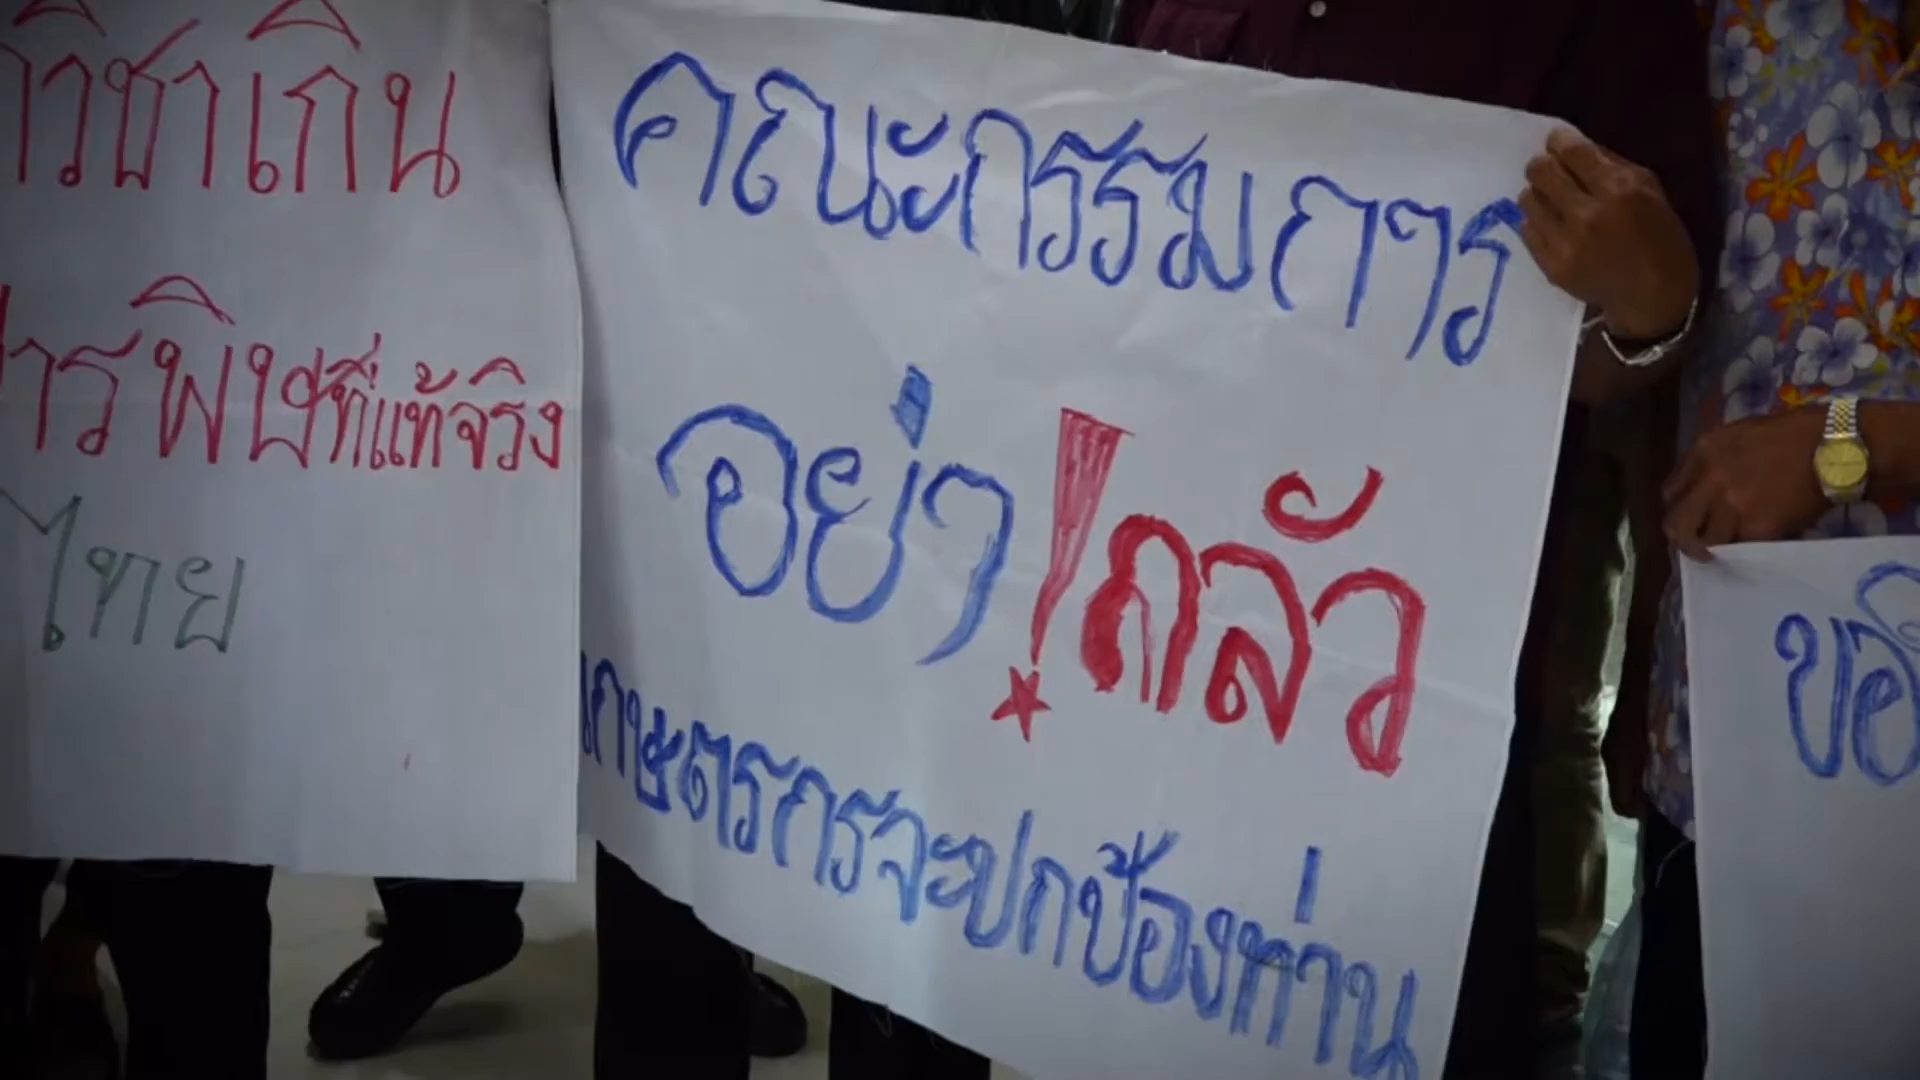 วิชาเกิน
สารพิษที่แท้จริง
ไทย
คณะกรรมการ
อย่า!กลัว
เกษตรกรจะปกป้องท่าน
ขอ